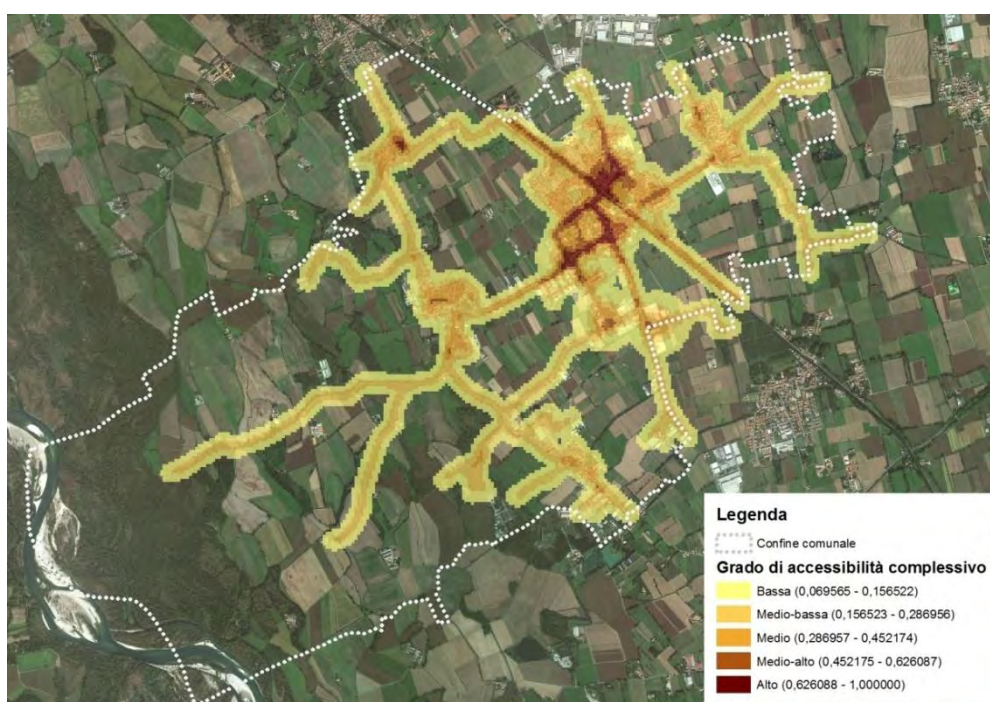 Legenda
Confine comunale
Grado di accessibilità complessivo
Bassa (0,069565 - 0,156522)
Medio-bassa (0,156523 - 0,286956)
Medio (0,286957 - 0,452174)
Medio-alto (0,452175 - 0,626087)
Alto (0,626088 - 1,000000)